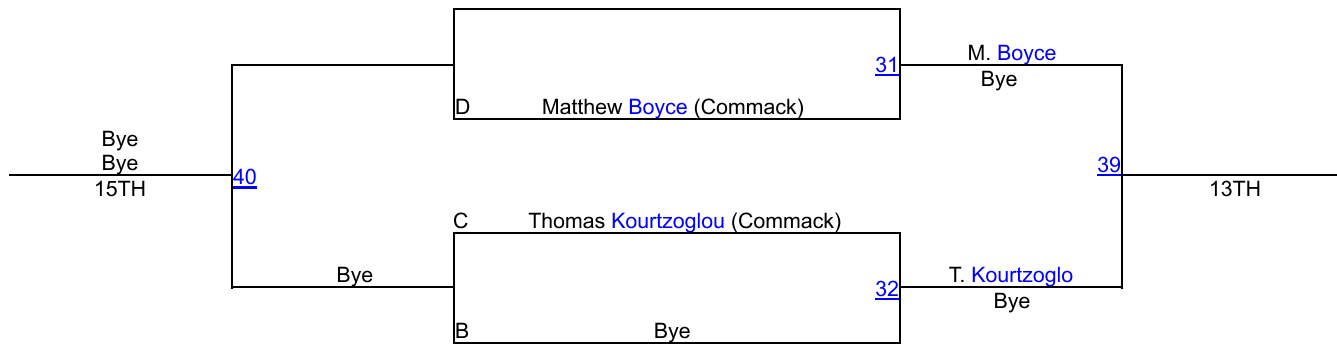 31
M. Boyce
Bye
D Matthew Boyce (Commack)
Bye
Bye
15TH
40
39
13TH
C Thomas Kourtzoglou (Commack)
Bye
32
T. Kourtzoglo
Bye
B Bye